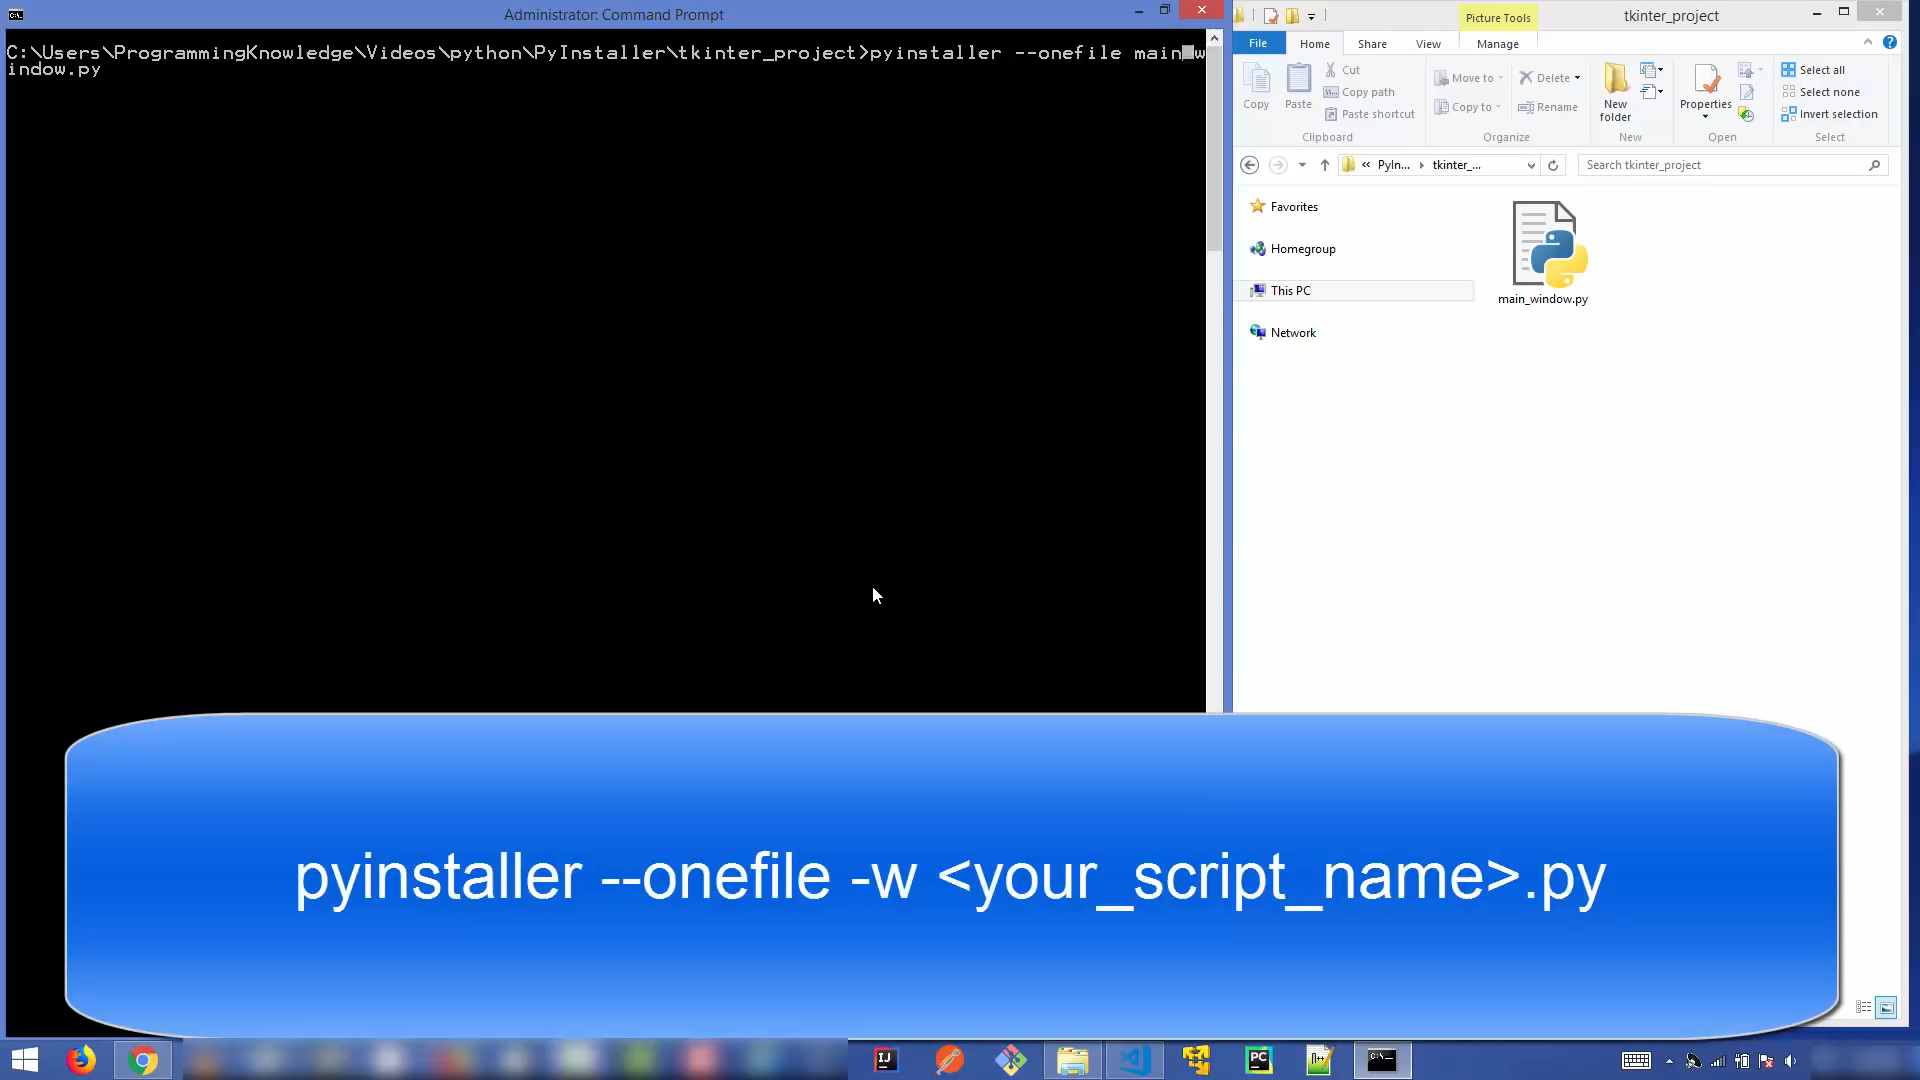 Administrator: Command Prompt
C:\Users\ProgrammingKnowledge\Videos\python\PyInstaller\tkinter_project>pyinstaller --onefile main_w
indow.py
Picture Tools
tkinter_project
File
Home
Share
View
Manage
Copy
Paste
Cut
Copy path
Paste shortcut
Clipboard
Move to
Copy to
Delete
Rename
Organize
New
folder
New
Properties
Open
Select all
Select none
Invert selection
Select
« PyIn...
tkinter_...
Search tkinter_project
Favorites
Homegroup
This PC
Network
main_window.py
pyinstaller --onefile -w <your_script_name>.py